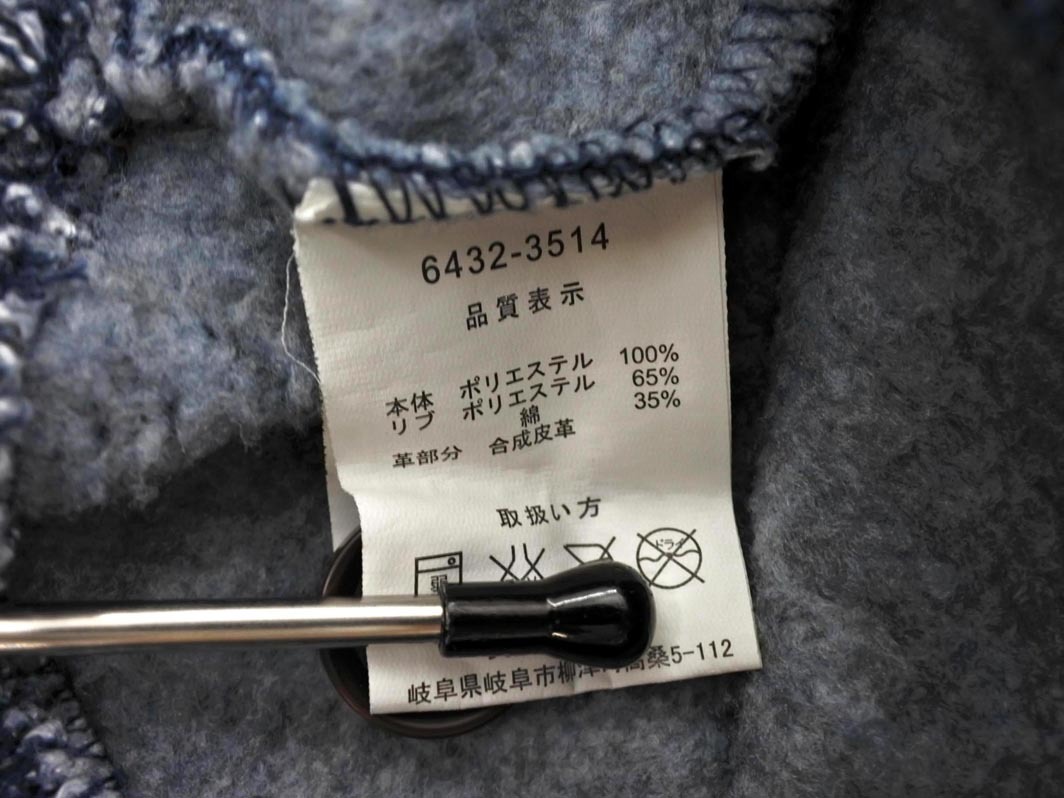 6432-3514
品質表示
本体 ポリエステル 100%
リブ ポリエステル 65%
綿 35%
革部分 合成皮革
取扱い方
弱 ドライ
岐阜県岐阜市柳津町高桑5-112